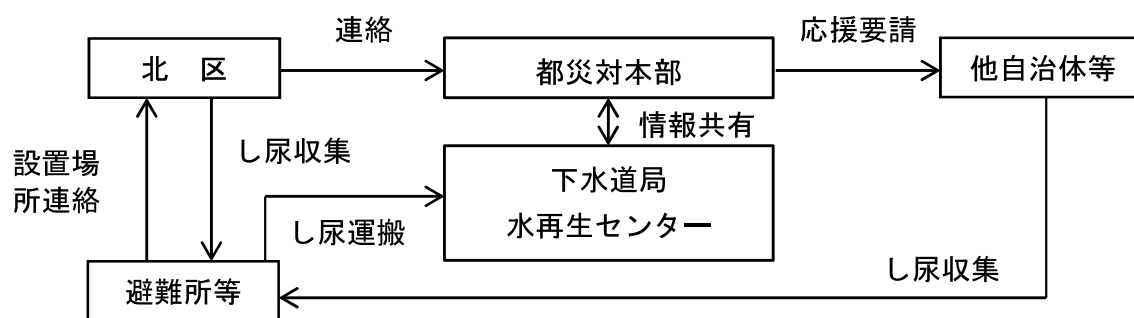 連絡
応援要請
北 区
都災対本部
他自治体等
情報共有
設置場
所連絡
し尿収集
下水道局
水再生センター
し尿運搬
し尿収集
避難所等